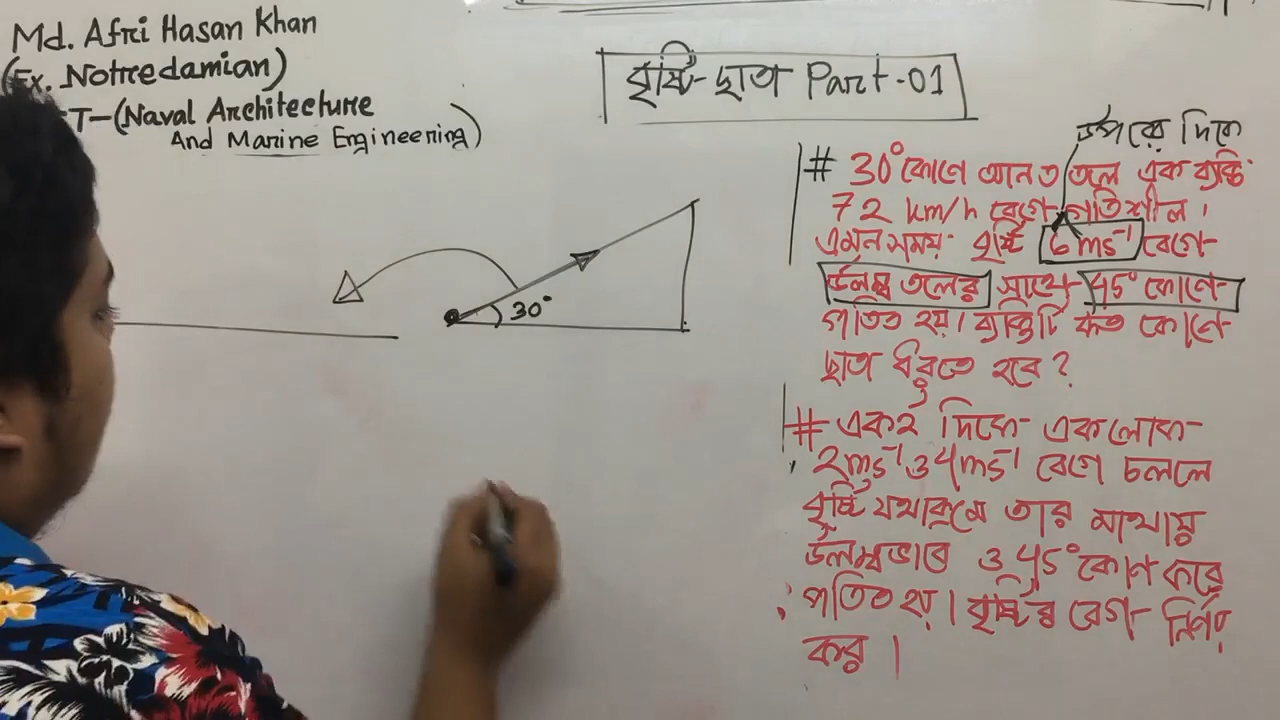 Md. Afri Hasan Khan
(Ex. Notredamian)
T-(Naval Architecture
And Marine Engineering)
বৃষ্টি-ছাতা Part-01
উপরের দিকে
# 30° কোণে আনত তলে এক ব্যক্তি
72 km/h বেগে গতিশীল।
এমন সময় বৃষ্টি 6 ms⁻¹ বেগে
উলম্ব তলের সাথে 45° কোণে
পতিত হয়। ব্যক্তিটি কত কোণে
ছাতা ধরতে হবে?
30°
# একই দিকে একলোক
2ms⁻¹ ও 4ms⁻¹ বেগে চললে
বৃষ্টি যথাক্রমে তার মাথায়
উলম্বভাবে ও 45° কোণ করে
পতিত হয়। বৃষ্টির বেগ নির্ণয়
কর।